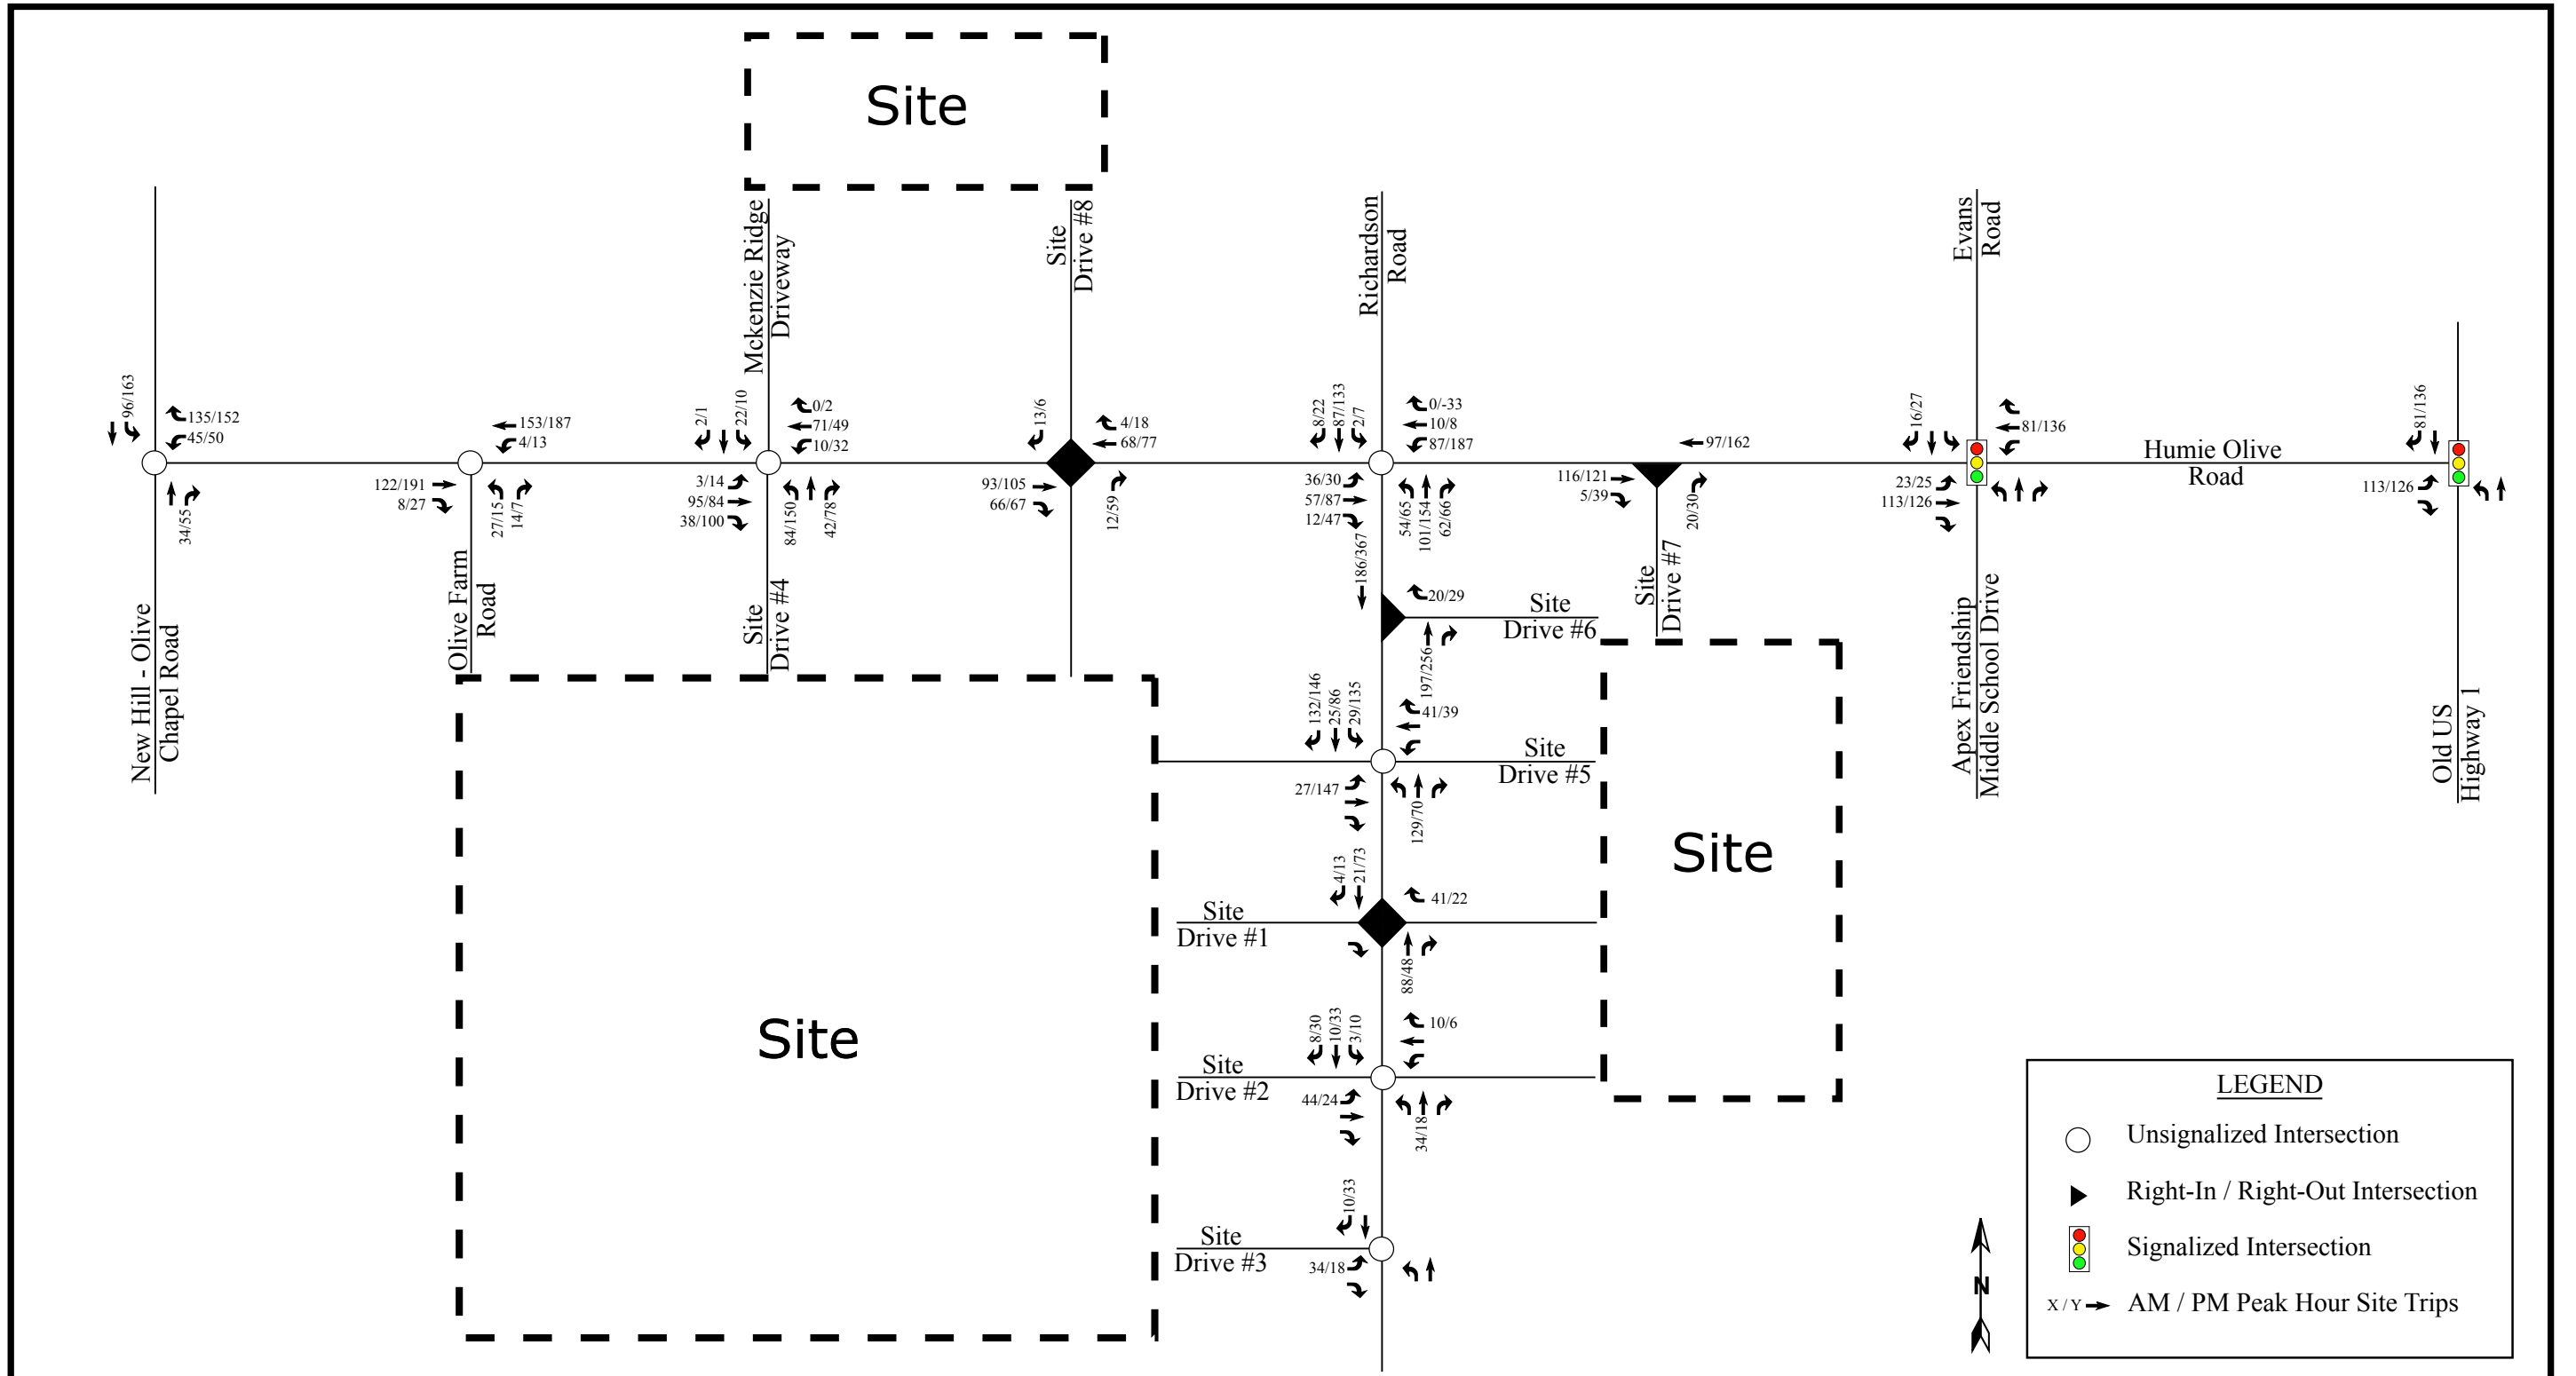 Site
Mckenzie Ridge
Driveway
Site
Drive #8
Richardson
Road
Evans
Road
96/163
135/152
45/50
34/55
New Hill - Olive
Chapel Road
153/187
4/13
122/191
8/27
27/15
14/7
Olive Farm
Road
2/1
22/10
0/2
71/49
10/32
3/14
95/84
38/100
84/150
42/78
Site
Drive #4
13/6
4/18
68/77
93/105
66/67
12/59
8/22
87/133
2/7
0/-33
10/8
87/187
36/30
57/87
12/47
54/65
101/154
62/66
97/162
116/121
5/39
20/30
Site
Drive #7
16/27
81/136
23/25
113/126
Apex Friendship
Middle School Drive
Humie Olive
Road
81/136
113/126
Old US
Highway 1
186/367
20/29
Site
Drive #6
197/256
132/146
25/86
29/135
41/39
Site
Drive #5
27/147
129/70
4/13
21/73
41/22
Site
Drive #1
88/48
8/30
10/33
3/10
10/6
Site
Drive #2
44/24
34/18
10/33
Site
Drive #3
34/18
Site
Site
N
LEGEND
Unsignalized Intersection
Right-In / Right-Out Intersection
Signalized Intersection
X / Y AM / PM Peak Hour Site Trips